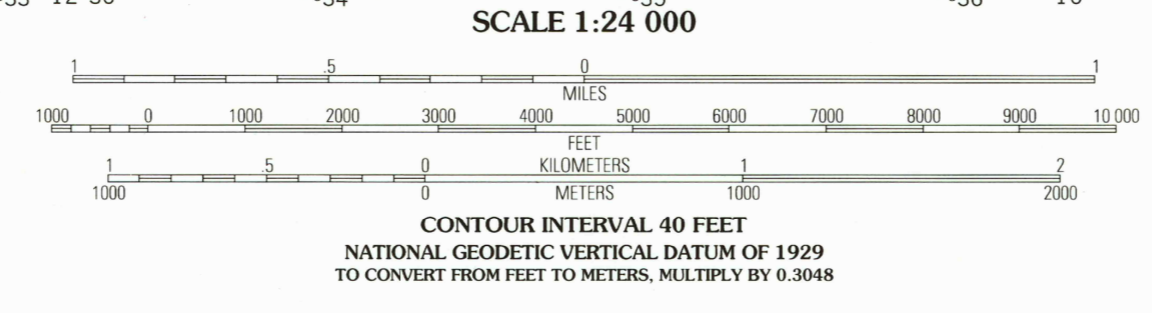 SCALE 1:24 000
1 .5 0 1
MILES
1000 0 1000 2000 3000 4000 5000 6000 7000 8000 9000 10 000
FEET
1 .5 0 KILOMETERS 1 2
1000 0 METERS 1000 2000
CONTOUR INTERVAL 40 FEET
NATIONAL GEODETIC VERTICAL DATUM OF 1929
TO CONVERT FROM FEET TO METERS, MULTIPLY BY 0.3048